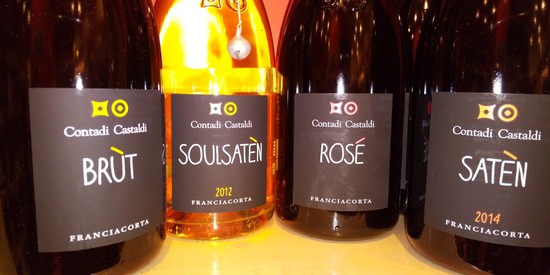 Contadi Castaldi
BRÙT
FRANCIACORTA
Contadi Castaldi
SOULSATÈN
2012
FRANCIACORTA
Contadi Castaldi
ROSÉ
FRANCIACORTA
Contadi Castaldi
SATÈN
2014
FRANCIACORTA